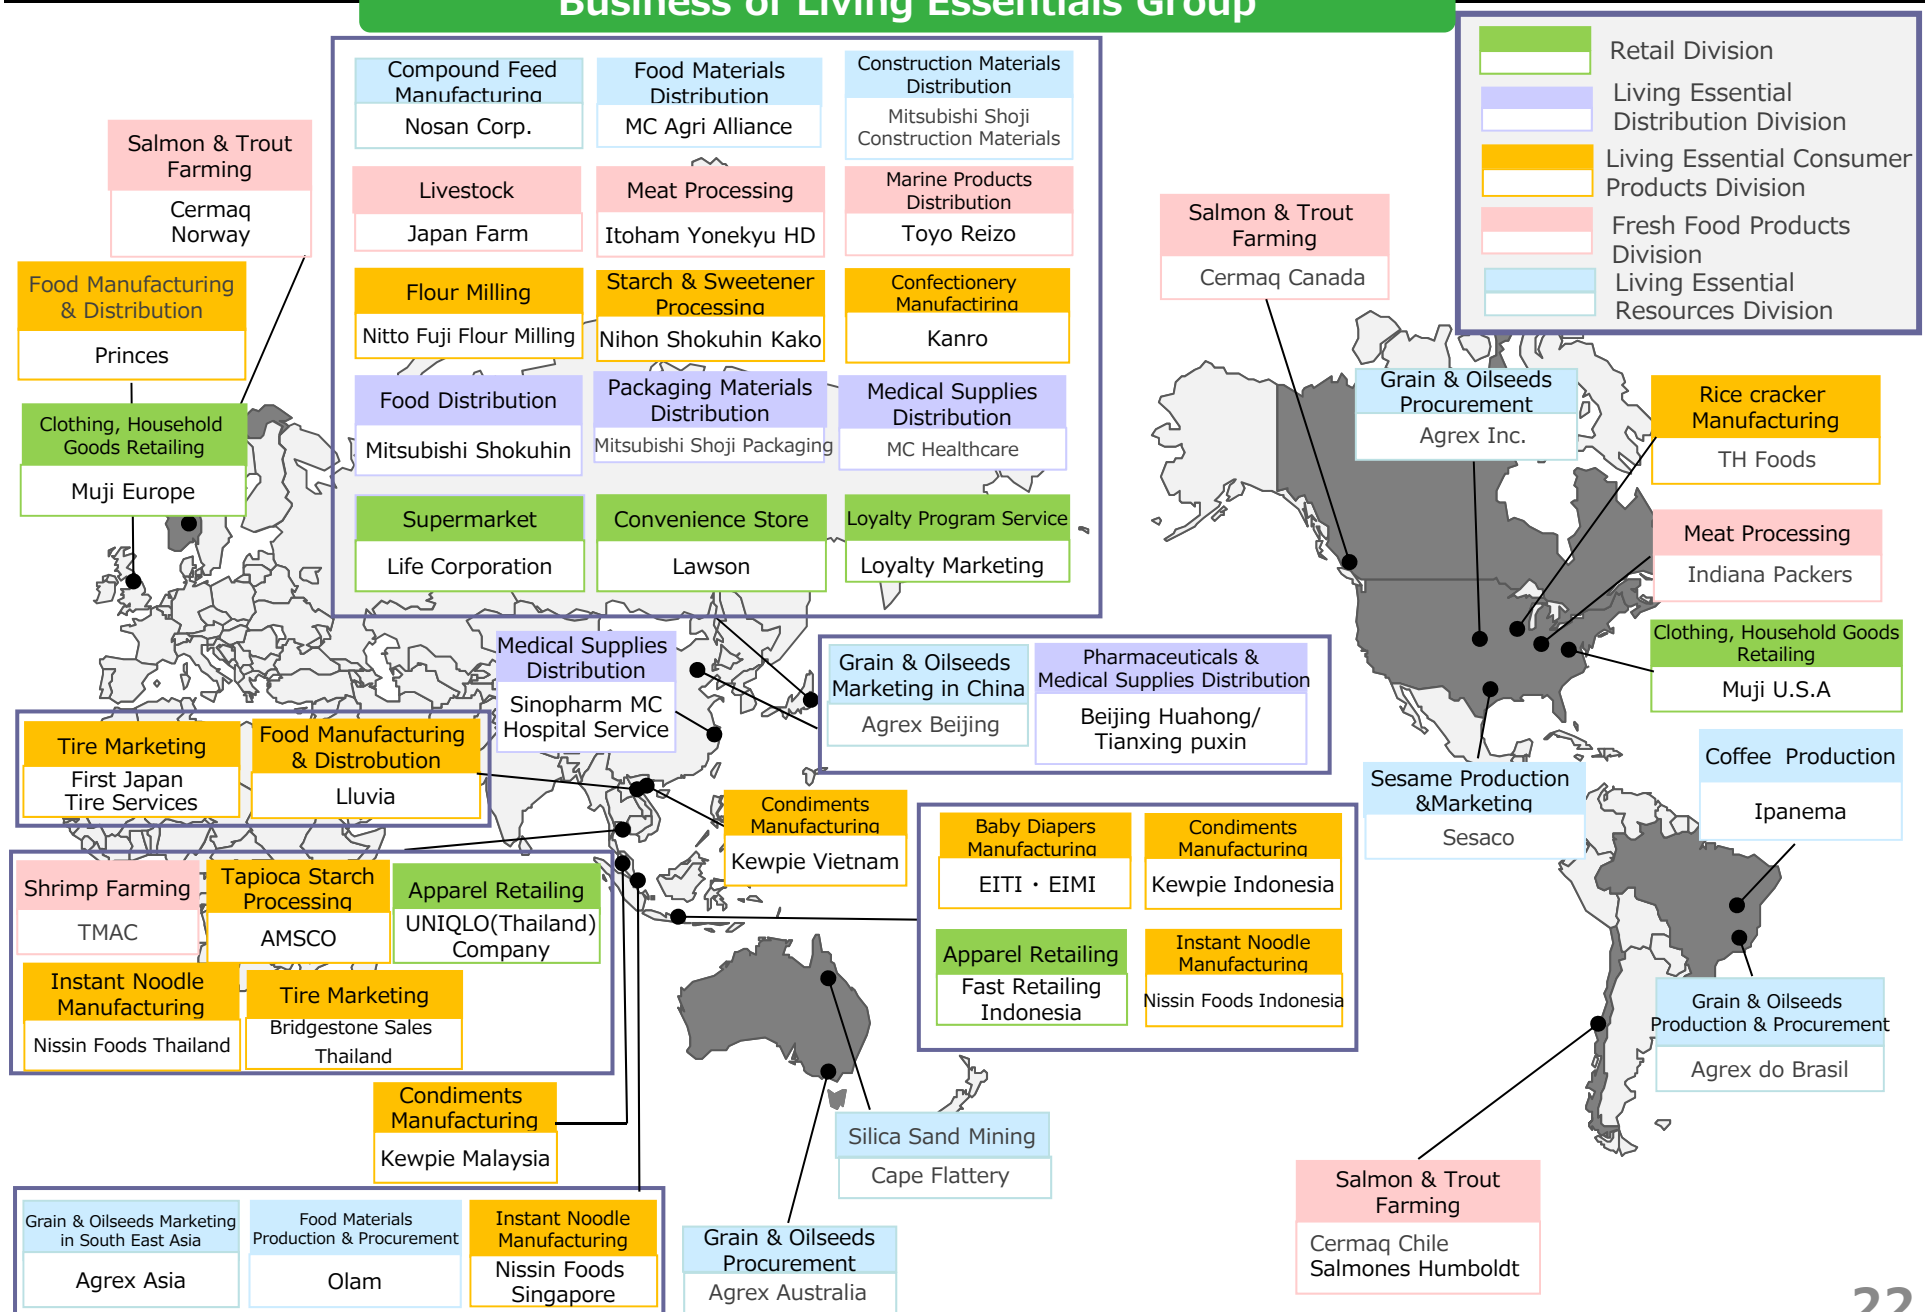 Business of Living Essentials Group
Retail Division
Living Essential
Distribution Division
Living Essential Consumer
Products Division
Fresh Food Products
Division
Living Essential
Resources Division
Compound Feed
Manufacturing
Nosan Corp.
Food Materials
Distribution
MC Agri Alliance
Construction Materials
Distribution
Mitsubishi Shoji
Construction Materials
Livestock
Japan Farm
Meat Processing
Itoham Yonekyu HD
Marine Products
Distribution
Toyo Reizo
Flour Milling
Nitto Fuji Flour Milling
Starch & Sweetener
Processing
Nihon Shokuhin Kako
Confectionery
Manufactiring
Kanro
Food Distribution
Mitsubishi Shokuhin
Packaging Materials
Distribution
Mitsubishi Shoji Packaging
Medical Supplies
Distribution
MC Healthcare
Supermarket
Life Corporation
Convenience Store
Lawson
Loyalty Program Service
Loyalty Marketing
Salmon & Trout
Farming
Cermaq
Norway
Food Manufacturing
& Distribution
Princes
Clothing, Household
Goods Retailing
Muji Europe
Salmon & Trout
Farming
Cermaq Canada
Grain & Oilseeds
Procurement
Agrex Inc.
Rice cracker
Manufacturing
TH Foods
Meat Processing
Indiana Packers
Clothing, Household Goods
Retailing
Muji U.S.A
Medical Supplies
Distribution
Sinopharm MC
Hospital Service
Grain & Oilseeds
Marketing in China
Agrex Beijing
Pharmaceuticals &
Medical Supplies Distribution
Beijing Huahong/
Tianxing puxin
Tire Marketing
First Japan
Tire Services
Food Manufacturing
& Distrobution
Lluvia
Condiments
Manufacturing
Kewpie Vietnam
Sesame Production
&Marketing
Sesaco
Coffee Production
Ipanema
Shrimp Farming
TMAC
Tapioca Starch
Processing
AMSCO
Apparel Retailing
UNIQLO(Thailand)
Company
Instant Noodle
Manufacturing
Nissin Foods Thailand
Tire Marketing
Bridgestone Sales
Thailand
Baby Diapers
Manufacturing
EITI・EIMI
Condiments
Manufacturing
Kewpie Indonesia
Apparel Retailing
Fast Retailing
Indonesia
Instant Noodle
Manufacturing
Nissin Foods Indonesia
Grain & Oilseeds
Production & Procurement
Agrex do Brasil
Condiments
Manufacturing
Kewpie Malaysia
Silica Sand Mining
Cape Flattery
Salmon & Trout
Farming
Cermaq Chile
Salmones Humboldt
Grain & Oilseeds Marketing
in South East Asia
Agrex Asia
Food Materials
Production & Procurement
Olam
Instant Noodle
Manufacturing
Nissin Foods
Singapore
Grain & Oilseeds
Procurement
Agrex Australia
22